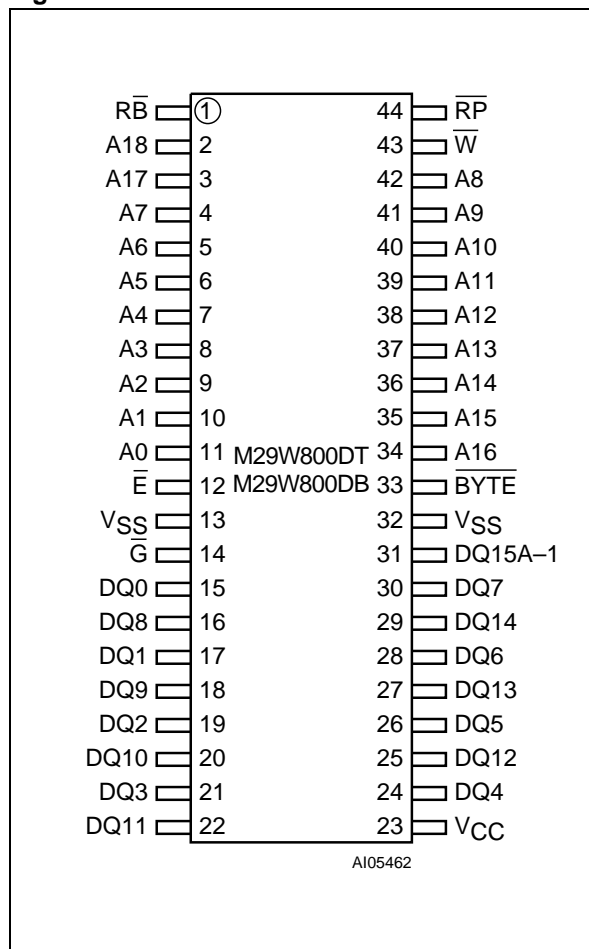 RB̅ 1 44 R̅P̅
A18 2 43 W̅
A17 3 42 A8
A7 4 41 A9
A6 5 40 A10
A5 6 39 A11
A4 7 38 A12
A3 8 37 A13
A2 9 36 A14
A1 10 35 A15
A0 11 M29W800DT 34 A16
E̅ 12 M29W800DB 33 B̅Y̅T̅E̅
VSS 13 32 VSS
G̅ 14 31 DQ15A–1
DQ0 15 30 DQ7
DQ8 16 29 DQ14
DQ1 17 28 DQ6
DQ9 18 27 DQ13
DQ2 19 26 DQ5
DQ10 20 25 DQ12
DQ3 21 24 DQ4
DQ11 22 23 VCC
AI05462